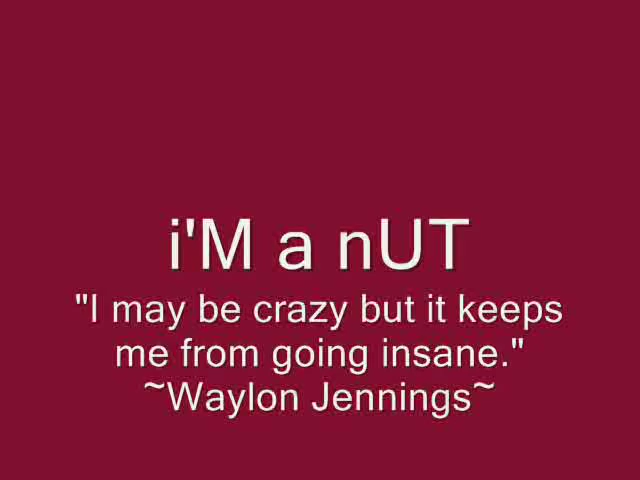 i'M a nUT
"I may be crazy but it keeps
me from going insane."
~Waylon Jennings~